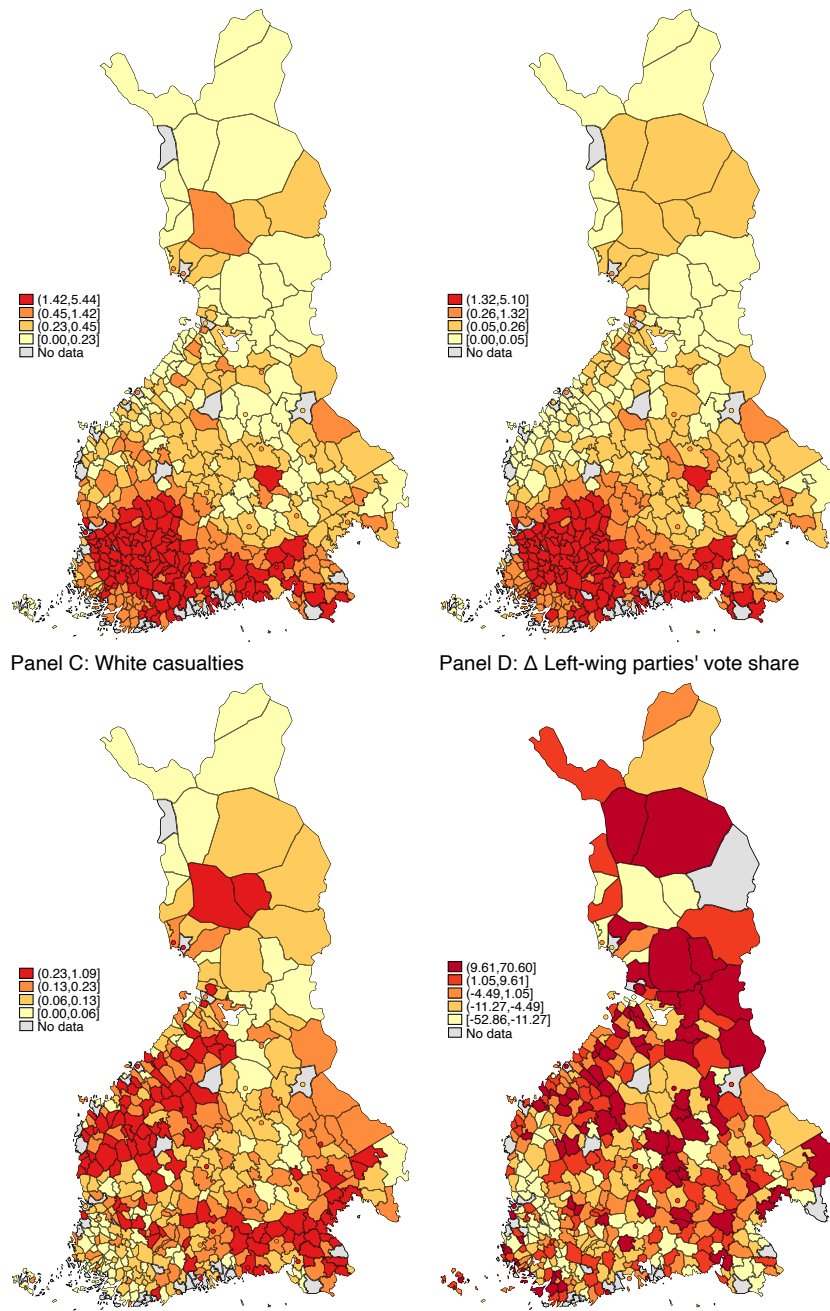 (1.42,5.44]
(0.45,1.42]
(0.23,0.45]
[0.00,0.23]
No data
(1.32,5.10]
(0.26,1.32]
(0.05,0.26]
[0.00,0.05]
No data
Panel C: White casualties
Panel D: Δ Left-wing parties' vote share
(0.23,1.09]
(0.13,0.23]
(0.06,0.13]
[0.00,0.06]
No data
(9.61,70.60]
(1.05,9.61]
(-4.49,1.05]
(-11.27,-4.49]
[-52.86,-11.27]
No data